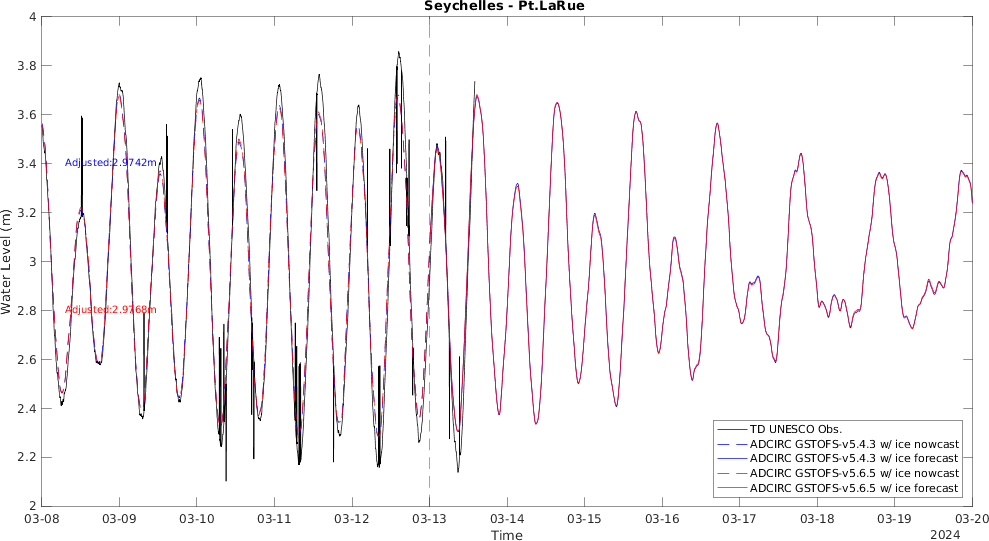 Seychelles - Pt.LaRue
4
3.8
3.6
3.4
3.2
3
2.8
2.6
2.4
2.2
2
Water Level (m)
Adjusted:2.9742m
Adjusted:2.9768m
TD UNESCO Obs.
ADCIRC GSTOFS-v5.4.3 w/ ice nowcast
ADCIRC GSTOFS-v5.4.3 w/ ice forecast
ADCIRC GSTOFS-v5.6.5 w/ ice nowcast
ADCIRC GSTOFS-v5.6.5 w/ ice forecast
03-08 03-09 03-10 03-11 03-12 03-13 03-14 03-15 03-16 03-17 03-18 03-19 03-20
Time
2024